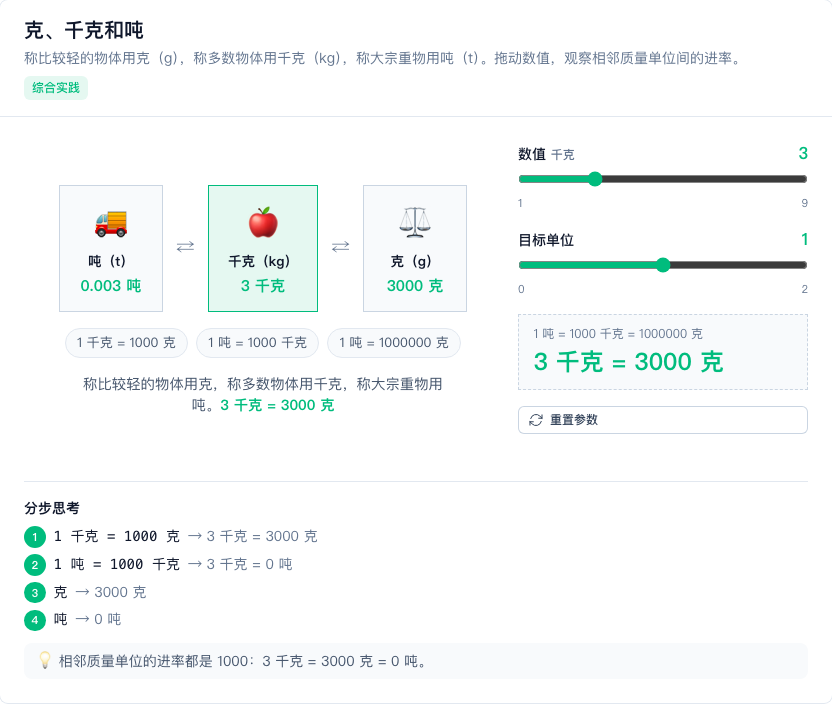 克、千克和吨
称比较轻的物体用克（g），称多数物体用千克（kg），称大宗重物用吨（t）。拖动数值，观察相邻质量单位间的进率。
综合实践
吨（t）
0.003 吨
千克（kg）
3 千克
克（g）
3000 克
1 千克 = 1000 克
1 吨 = 1000 千克
1 吨 = 1000000 克
称比较轻的物体用克，称多数物体用千克，称大宗重物用
吨。3 千克 = 3000 克
数值 千克 3
1 9
目标单位 1
0 2
1 吨 = 1000 千克 = 1000000 克
3 千克 = 3000 克
重置参数
分步思考
1 1 千克 = 1000 克 → 3 千克 = 3000 克
2 1 吨 = 1000 千克 → 3 千克 = 0 吨
3 克 → 3000 克
4 吨 → 0 吨
相邻质量单位的进率都是 1000：3 千克 = 3000 克 = 0 吨。